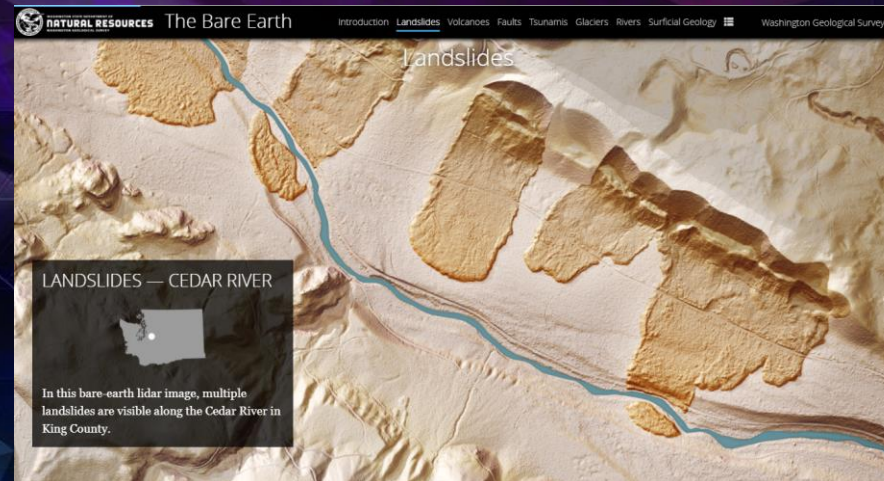 WASHINGTON STATE DEPARTMENT OF
NATURAL RESOURCES
WASHINGTON GEOLOGICAL SURVEY
The Bare Earth
Introduction Landslides Volcanoes Faults Tsunamis Glaciers Rivers Surficial Geology
Washington Geological Survey
Landslides
LANDSLIDES — CEDAR RIVER
In this bare-earth lidar image, multiple
landslides are visible along the Cedar River in
King County.